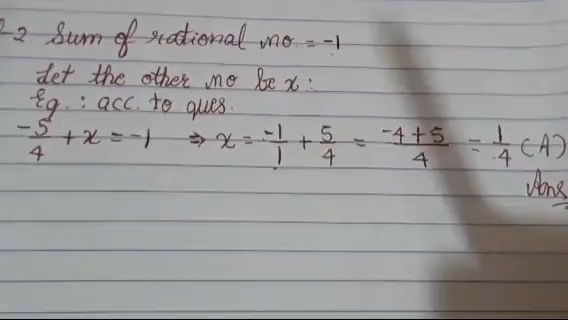 2 Sum of rational no = -1
Let the other no be x:
Eg.: acc. to ques.
-5/4 + x = -1 ⇒ x = -1/1 + 5/4 = -4+5/4 = 1/4 (A)
Ans